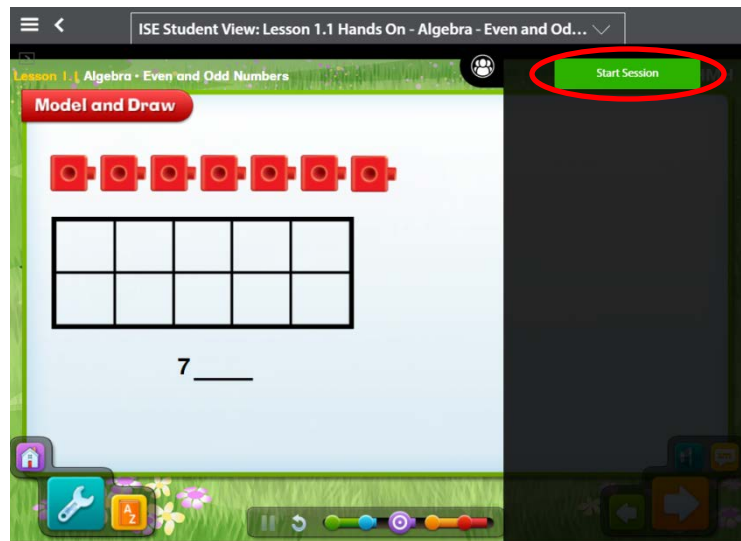 ISE Student View: Lesson 1.1 Hands On - Algebra - Even and Od...
Lesson 1.1 Algebra • Even and Odd Numbers
Start Session
Model and Draw
7____
A
Z